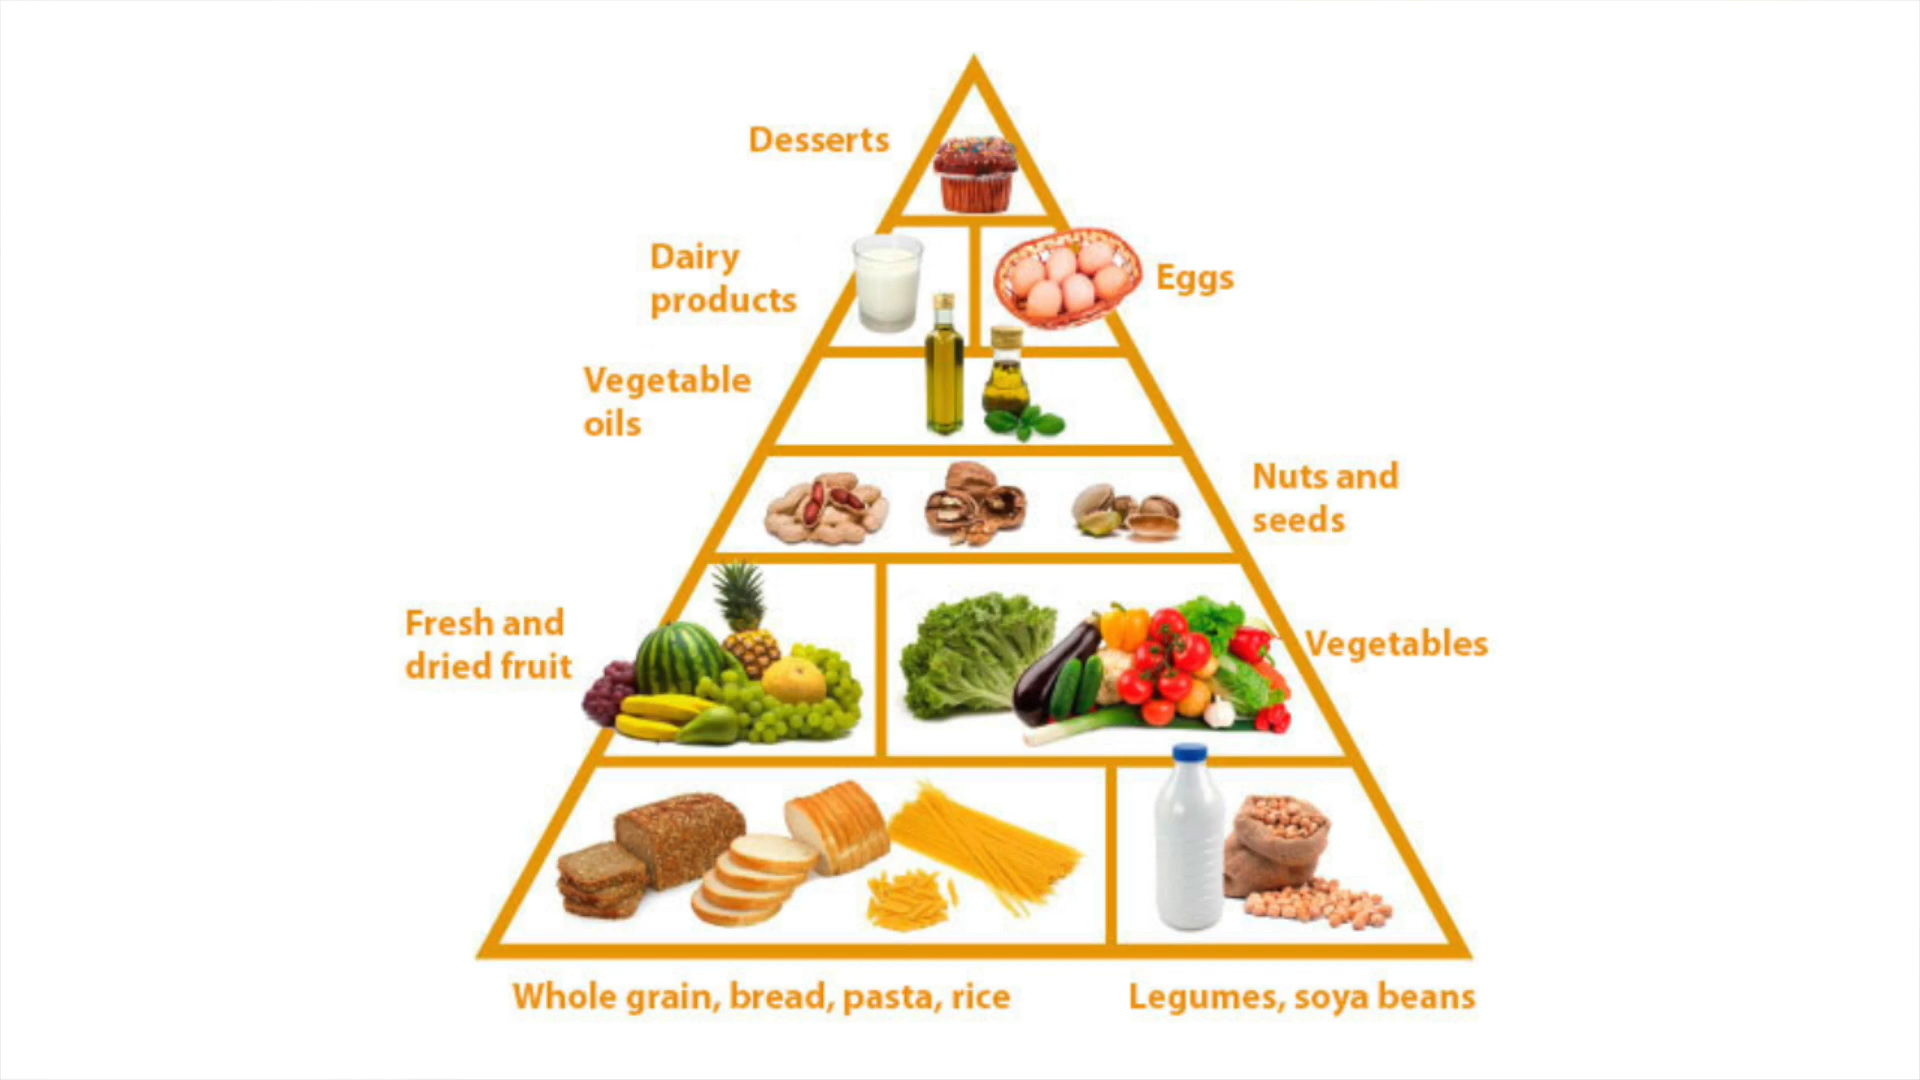 Desserts
Dairy
products
Eggs
Vegetable
oils
Nuts and
seeds
Fresh and
dried fruit
Vegetables
Whole grain, bread, pasta, rice
Legumes, soya beans